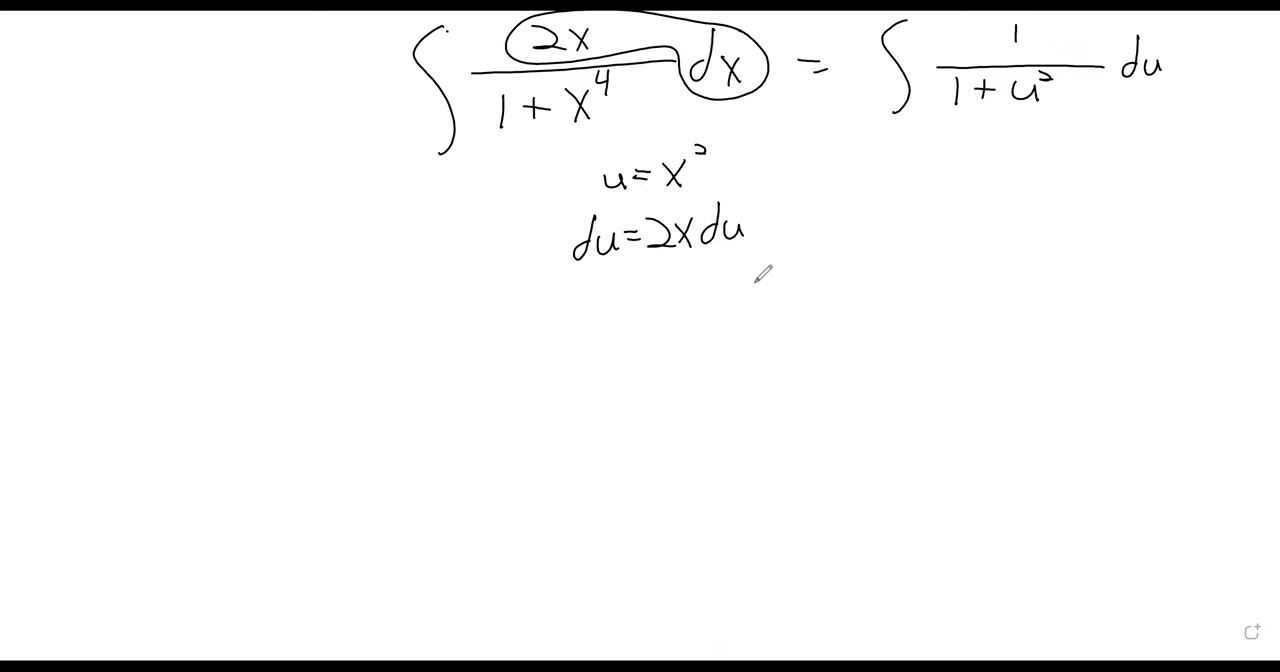 ∫ 2x/(1 + x⁴) dx = ∫ 1/(1 + u²) du
u = x²
du = 2x du